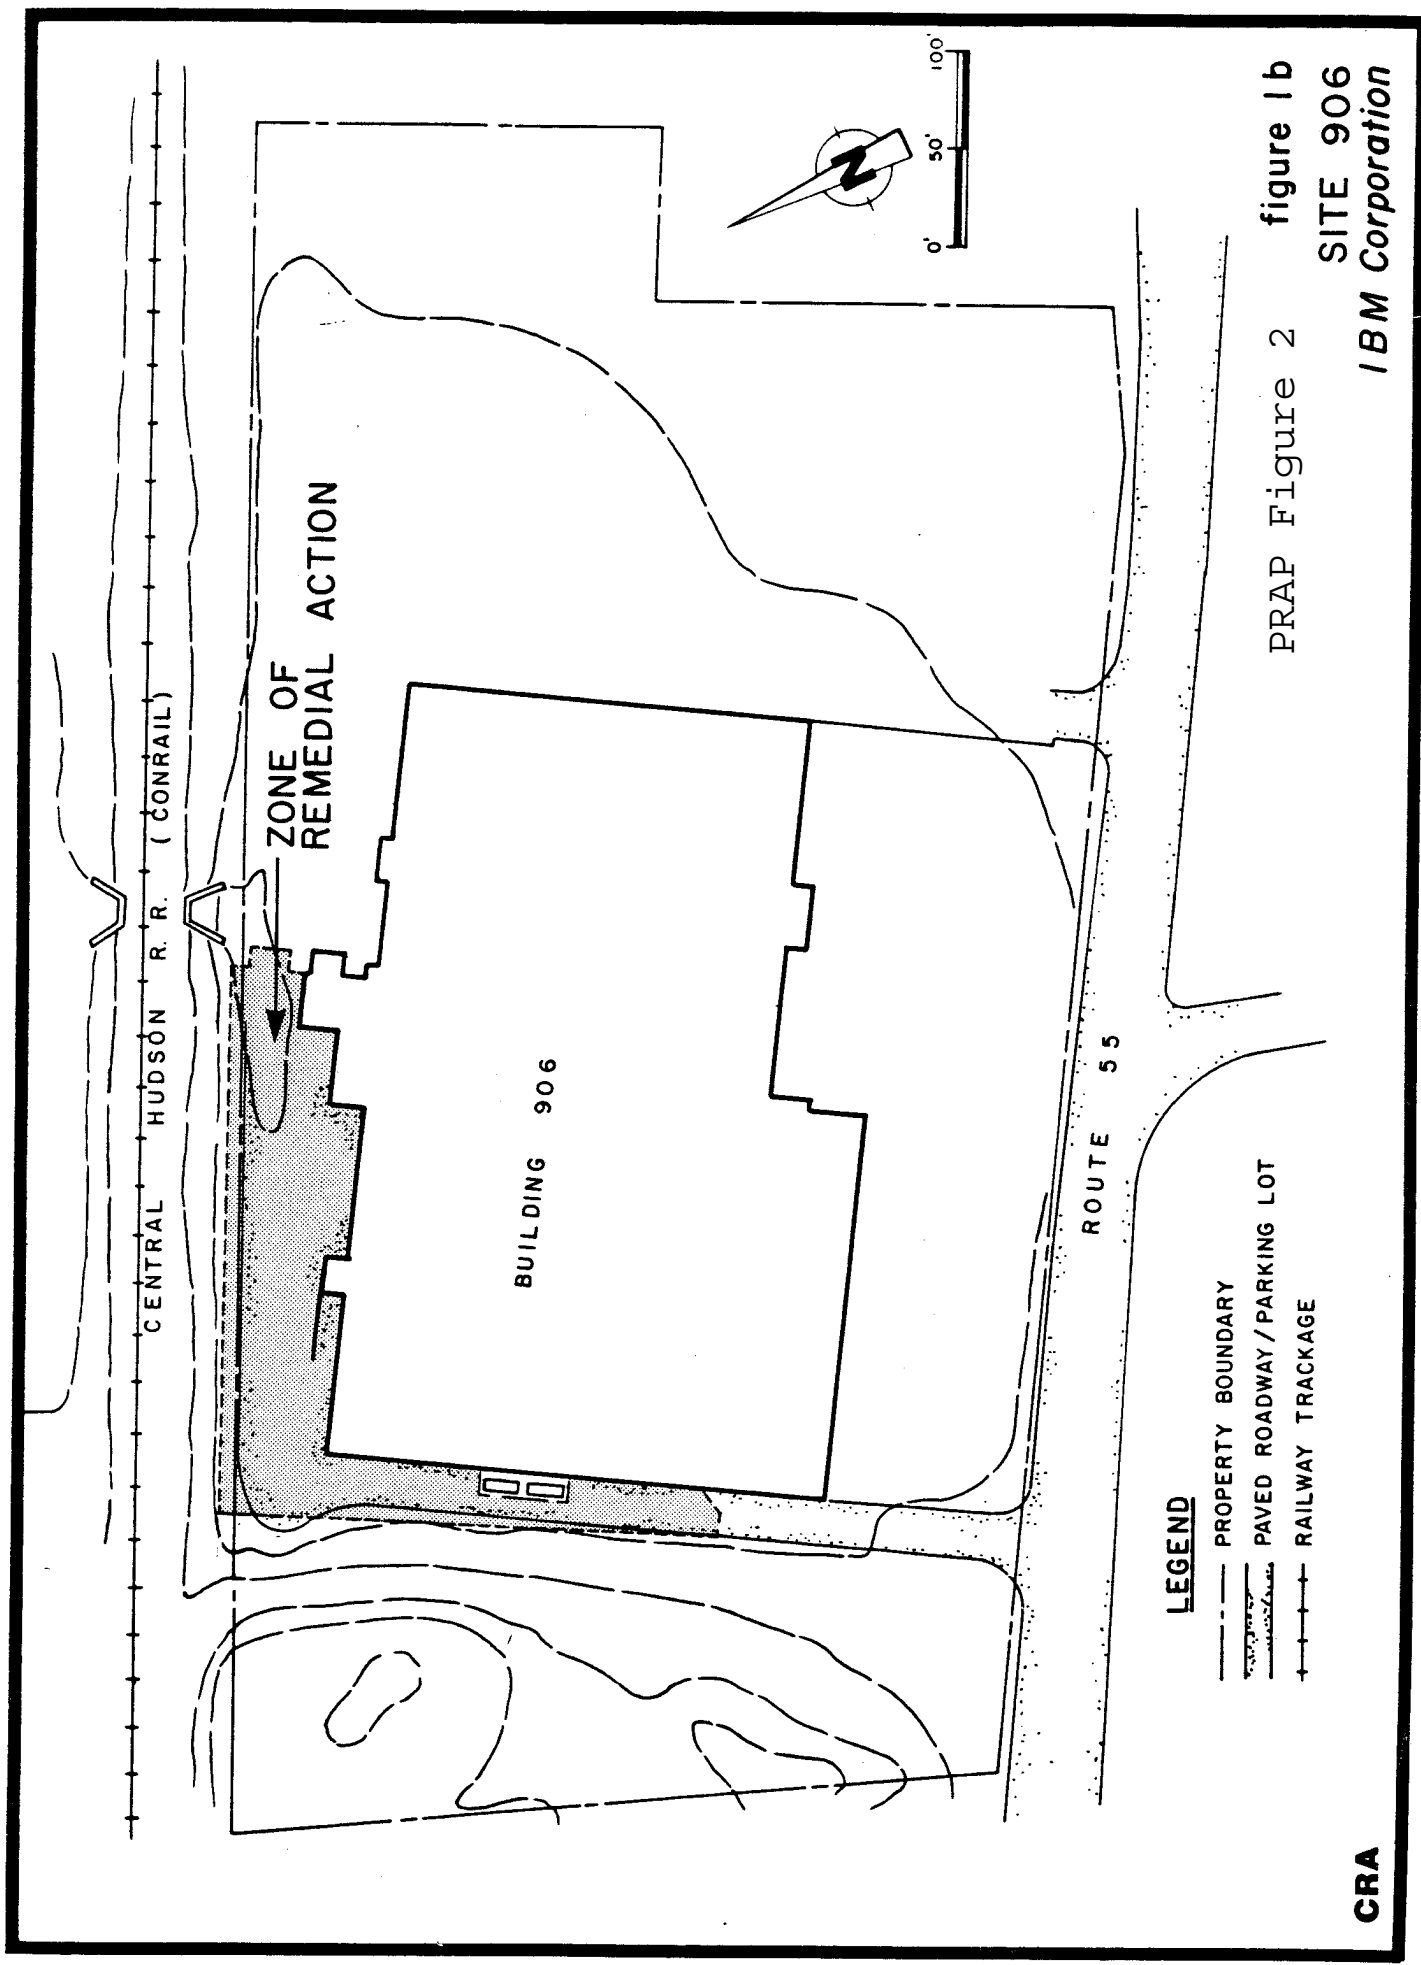 CENTRAL HUDSON R. R. (CONRAIL)
ZONE OF
REMEDIAL ACTION
BUILDING 906
ROUTE 55
N
0' 50' 100'
LEGEND
PROPERTY BOUNDARY
PAVED ROADWAY/PARKING LOT
RAILWAY TRACKAGE
PRAP Figure 2
figure 1b
SITE 906
IBM Corporation
CRA